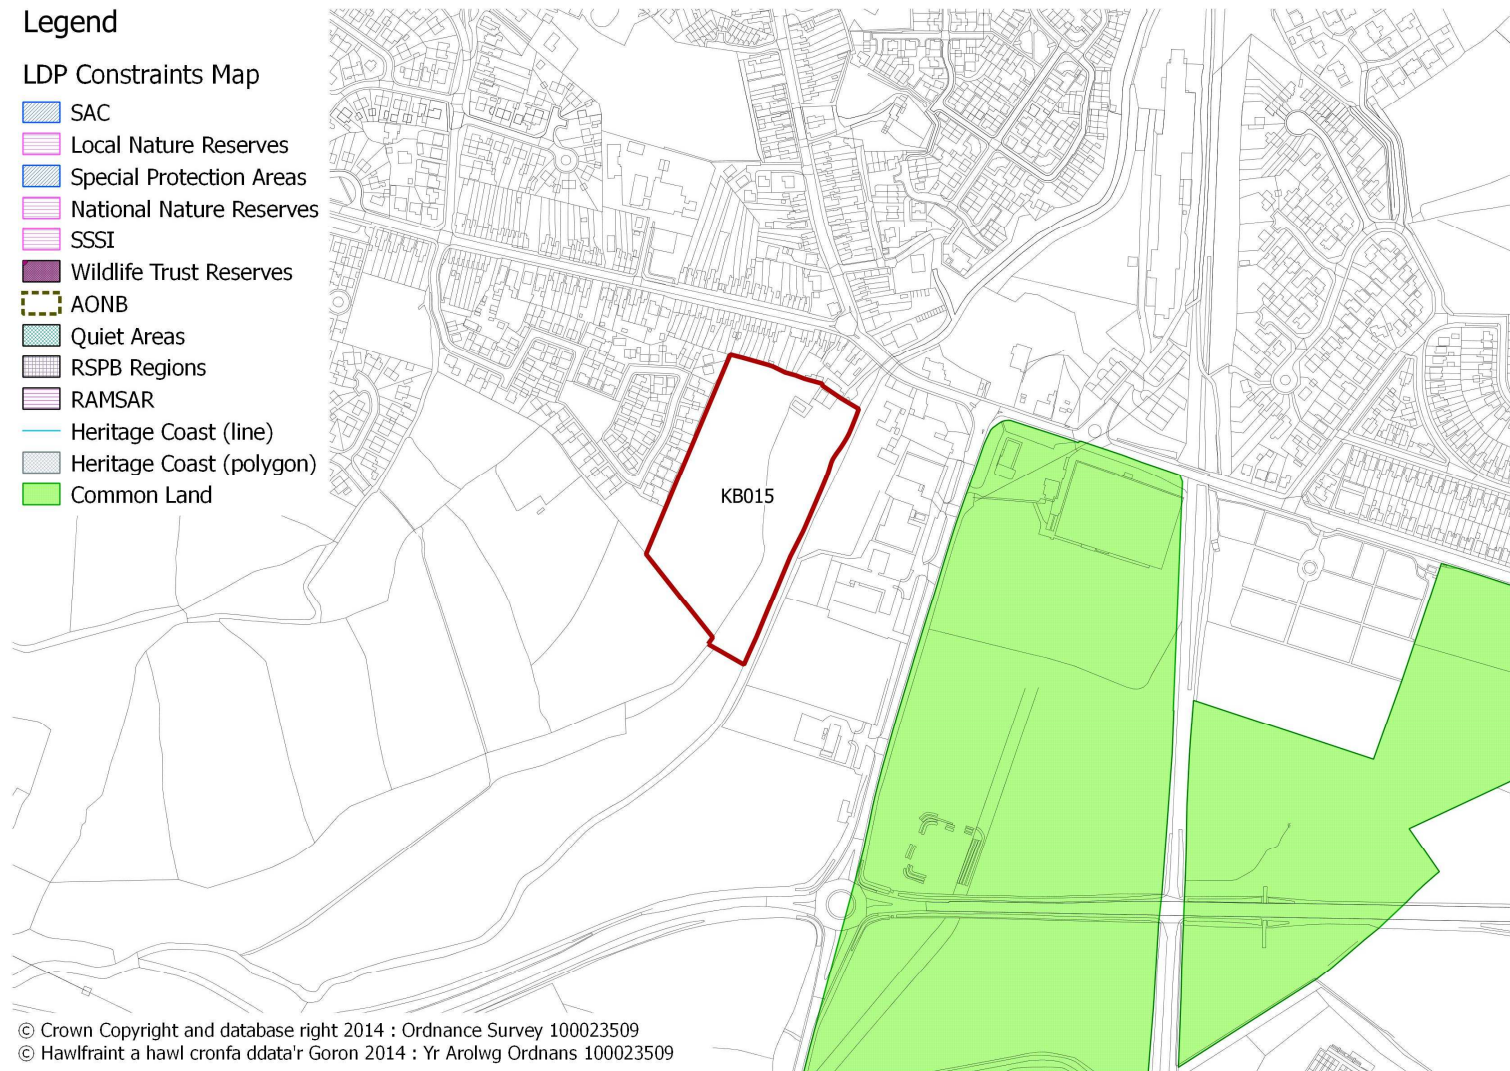 Legend
LDP Constraints Map
SAC
Local Nature Reserves
Special Protection Areas
National Nature Reserves
SSSI
Wildlife Trust Reserves
AONB
Quiet Areas
RSPB Regions
RAMSAR
Heritage Coast (line)
Heritage Coast (polygon)
Common Land
KB015
© Crown Copyright and database right 2014 : Ordnance Survey 100023509
© Hawlfraint a hawl cronfa ddata'r Goron 2014 : Yr Arolwg Ordnans 100023509